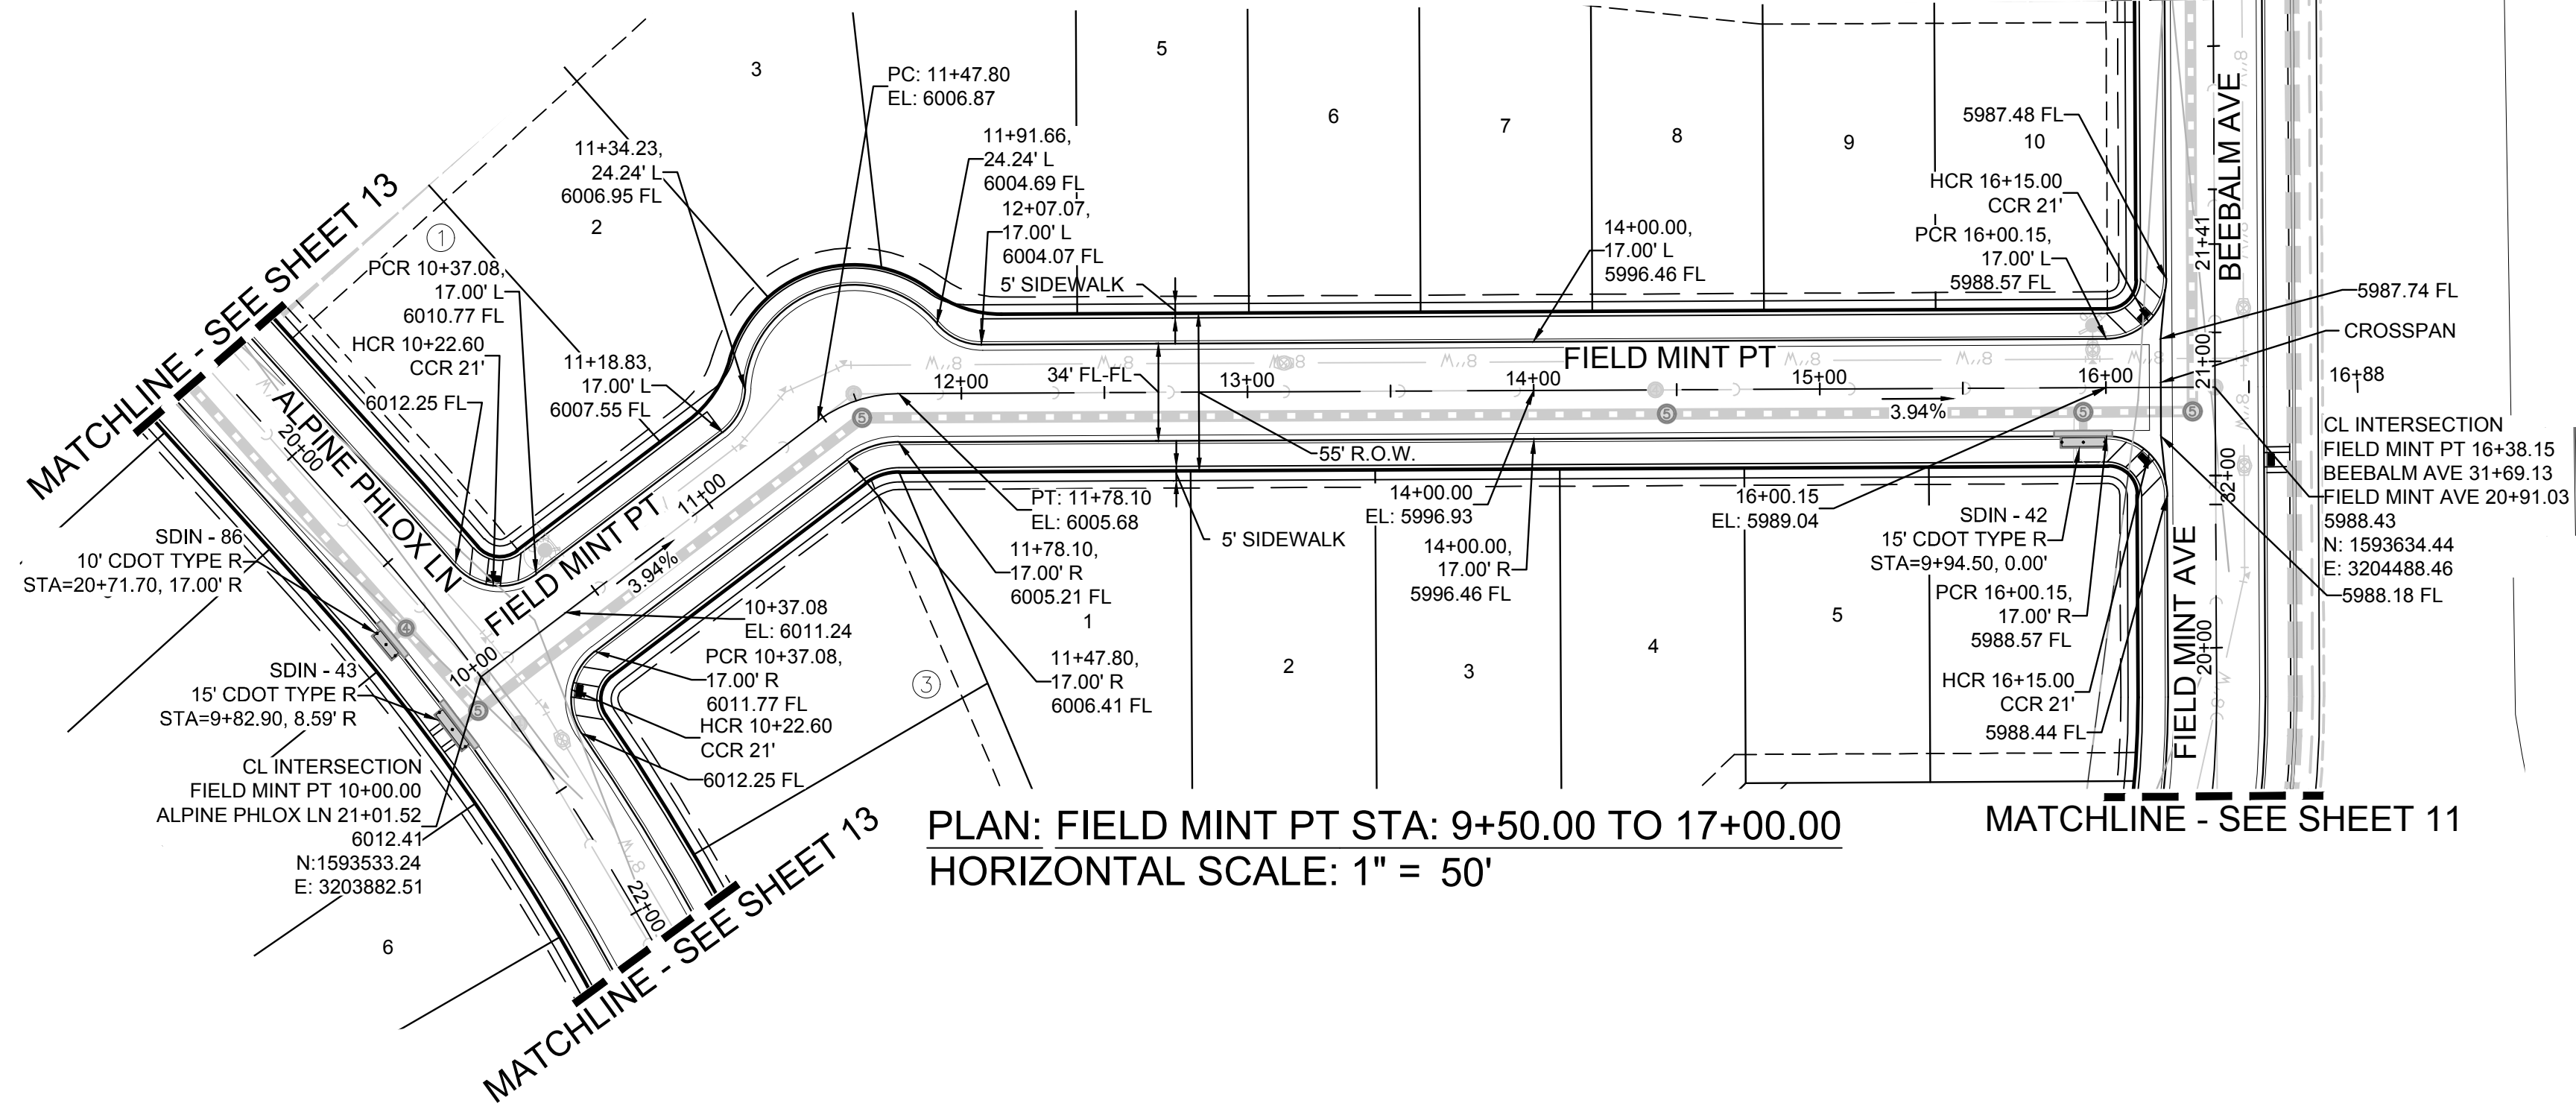 3
5
6
7
8
9
PC: 11+47.80
EL: 6006.87
11+34.23,
24.24' L
6006.95 FL
2
11+91.66,
24.24' L
6004.69 FL
12+07.07,
17.00' L
6004.07 FL
5' SIDEWALK
14+00.00,
17.00' L
5996.46 FL
5987.48 FL
10
HCR 16+15.00
CCR 21'
PCR 16+00.15,
17.00' L
5988.57 FL
21+41
BEEBALM AVE
8''W
MATCHLINE - SEE SHEET 13
1
PCR 10+37.08,
17.00' L
6010.77 FL
HCR 10+22.60
CCR 21'
6012.25 FL
11+18.83,
17.00' L
6007.55 FL
ALPINE PHLOX LN
20+00
FIELD MINT PT
8''W
8''W
8''W
8''W
8''W
8''W
12+00
34' FL-FL
13+00
14+00
15+00
16+00
21+00
3.94%
5
5
5
5
55' R.O.W.
5987.74 FL
CROSSPAN
16+88
CL INTERSECTION
FIELD MINT PT 16+38.15
BEEBALM AVE 31+69.13
FIELD MINT AVE 20+91.03
5988.43
N: 1593634.44
E: 3204488.46
5988.18 FL
32+00
FIELD MINT AVE
20+00
8''W
SDIN - 86
10' CDOT TYPE R
STA=20+71.70, 17.00' R
4
FIELD MINT PT
11+00
3.94%
10+00
5
SDIN - 43
15' CDOT TYPE R
STA=9+82.90, 8.59' R
CL INTERSECTION
FIELD MINT PT 10+00.00
ALPINE PHLOX LN 21+01.52
6012.41
N:1593533.24
E: 3203882.51
10+37.08
EL: 6011.24
PCR 10+37.08,
17.00' R
6011.77 FL
HCR 10+22.60
CCR 21'
6012.25 FL
3
PT: 11+78.10
EL: 6005.68
11+78.10,
17.00' R
6005.21 FL
1
11+47.80,
17.00' R
6006.41 FL
5' SIDEWALK
2
14+00.00
EL: 5996.93
14+00.00,
17.00' R
5996.46 FL
3
4
16+00.15
EL: 5989.04
5
SDIN - 42
15' CDOT TYPE R
STA=9+94.50, 0.00'
PCR 16+00.15,
17.00' R
5988.57 FL
HCR 16+15.00
CCR 21'
5988.44 FL
6
8''W
22+00
MATCHLINE - SEE SHEET 13
PLAN: FIELD MINT PT STA: 9+50.00 TO 17+00.00
HORIZONTAL SCALE: 1" = 50'
MATCHLINE - SEE SHEET 11